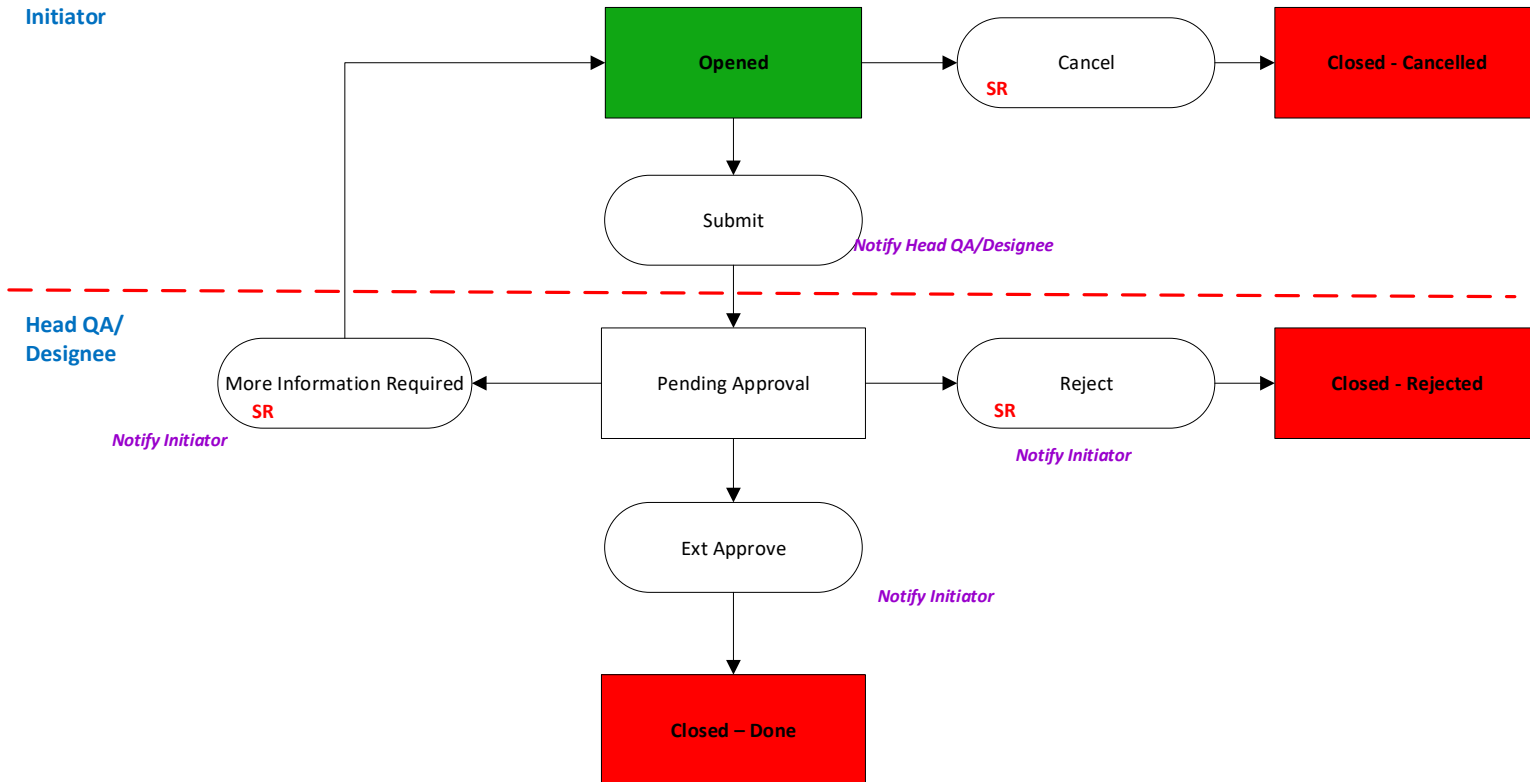 Initiator
Opened
Cancel
SR
Closed - Cancelled
Submit
Notify Head QA/Designee
Head QA/
Designee
More Information Required
SR
Notify Initiator
Pending Approval
Reject
SR
Notify Initiator
Closed - Rejected
Ext Approve
Notify Initiator
Closed – Done